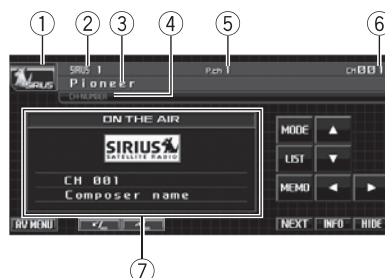 1 2 3 4 5 6
SIRIUS 1 P.ch 1 CH 001
SIRIUS Pioneer
CH NUMBER
ON THE AIR
SIRIUS
SATELLITE RADIO
CH 001
Composer name
MODE
LIST
MEMO
AV MENU NEXT INFO HIDE
7